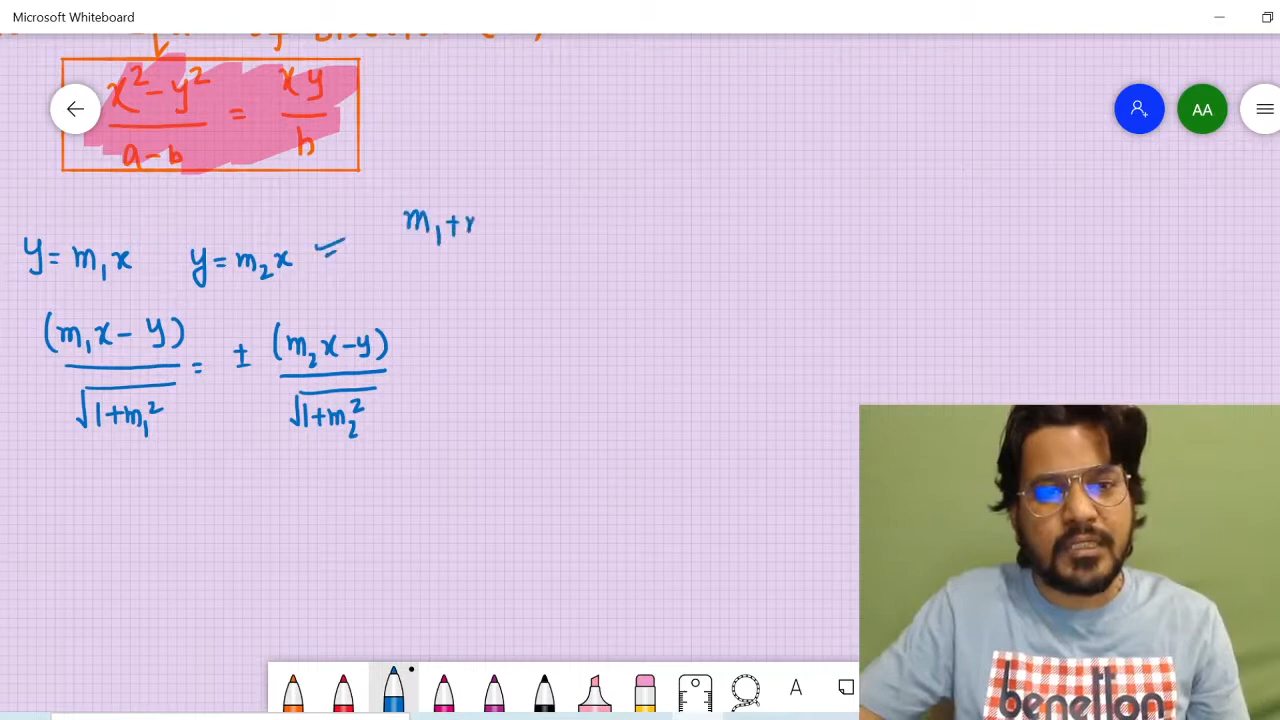 Microsoft Whiteboard
x² - y² / a - b = xy / h
AA
m₁ +
y = m₁x y = m₂x
(m₁x - y) / √1+m₁² = ± (m₂x - y) / √1+m₂²
A
benetton